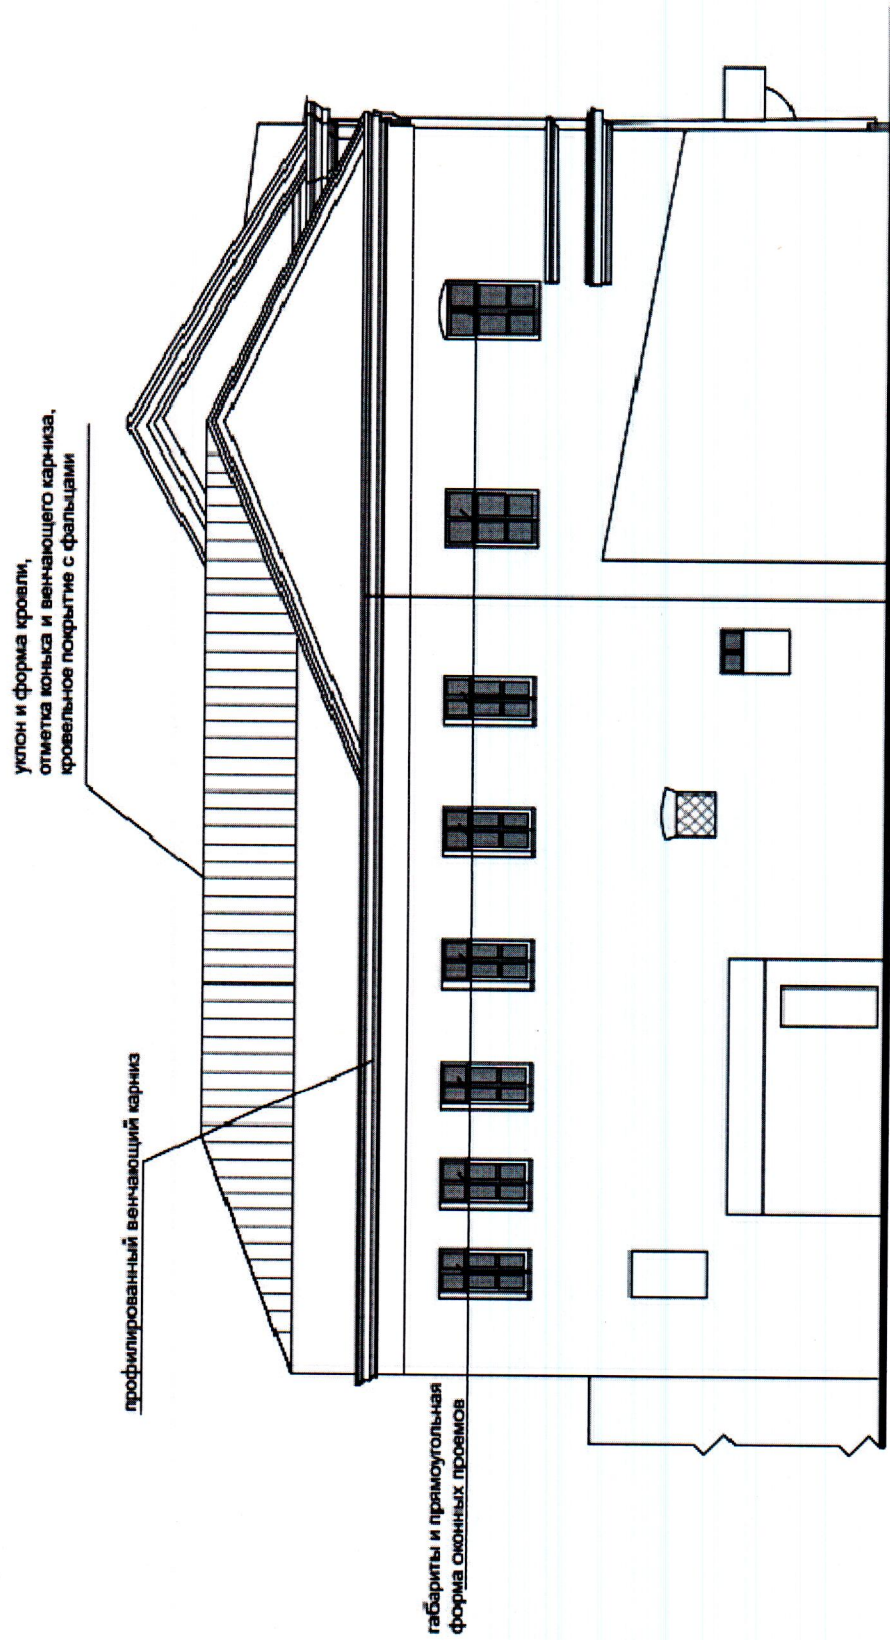 уклон и форма кровли,
отметка конька и венчающего карниза,
кровельное покрытие с фальцами
профилированный венчающий карниз
габариты и прямоугольная
форма оконных проемов